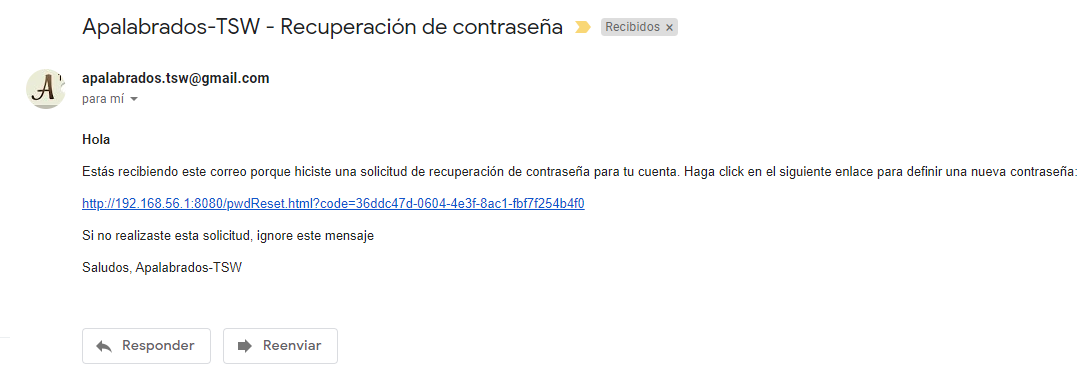 Apalabrados-TSW - Recuperación de contraseña Recibidos x
A
apalabrados.tsw@gmail.com
para mí
Hola
Estás recibiendo este correo porque hiciste una solicitud de recuperación de contraseña para tu cuenta. Haga click en el siguiente enlace para definir una nueva contraseña:
http://192.168.56.1:8080/pwdReset.html?code=36ddc47d-0604-4e3f-8ac1-fbf7f254b4f0
Si no realizaste esta solicitud, ignore este mensaje
Saludos, Apalabrados-TSW
Responder Reenviar